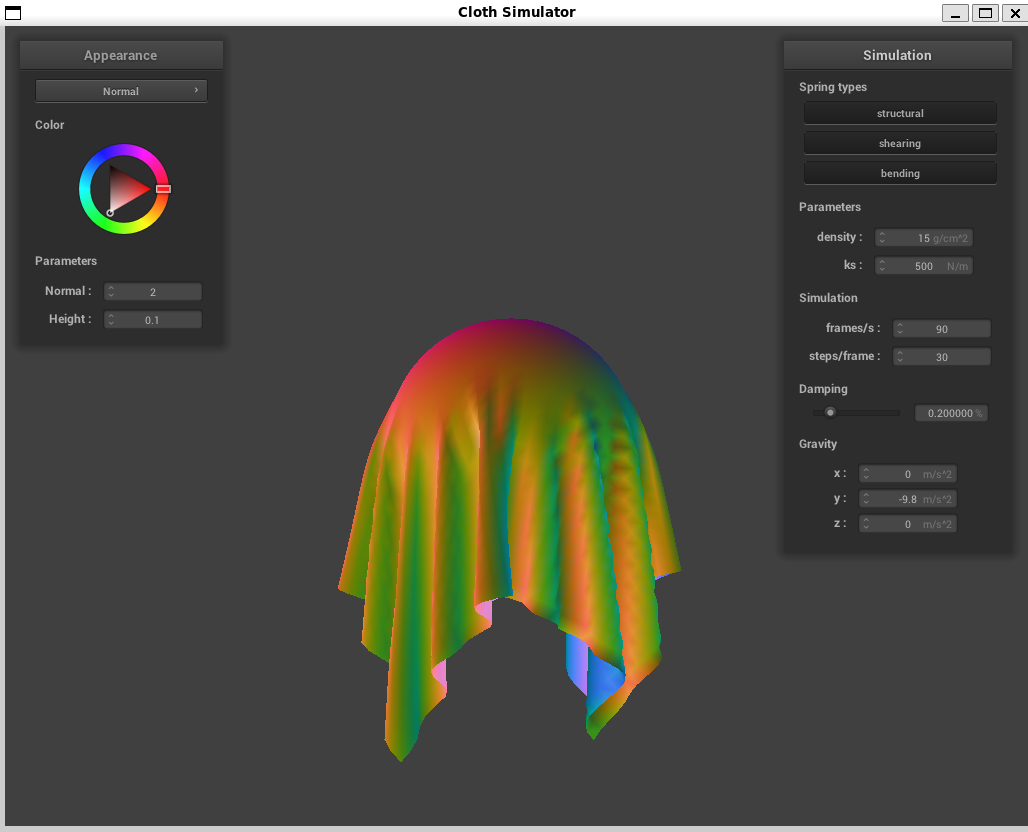 Cloth Simulator
Appearance
Normal
Color
Parameters
Normal : 2
Height : 0.1
Simulation
Spring types
structural
shearing
bending
Parameters
density : 15 g/cm^2
ks : 500 N/m
Simulation
frames/s : 90
steps/frame : 30
Damping
0.200000 %
Gravity
x : 0 m/s^2
y : -9.8 m/s^2
z : 0 m/s^2